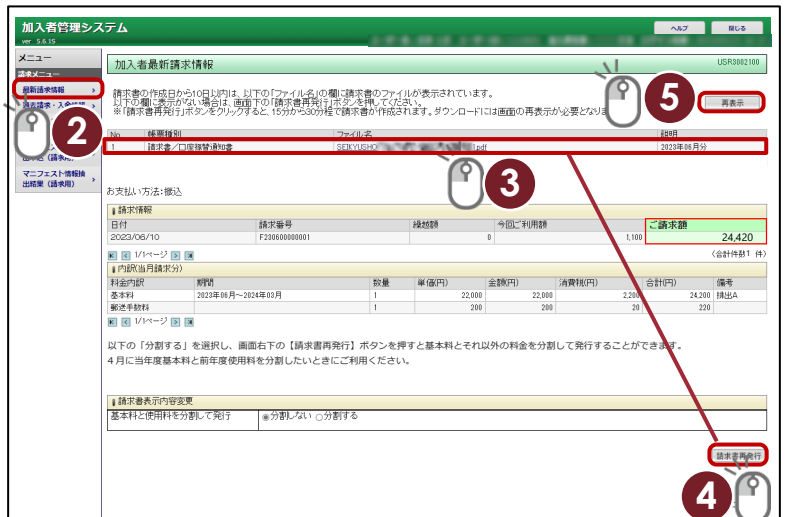 加入者管理システム
ver 5.6.15
ヘルプ
閉じる
メニュー
請求メニュー
最新請求情報
2
マニフェスト情報抽出結果（請求用）
加入者最新請求情報
USR3002100
請求書の作成日から10日以内は、以下の「ファイル名」の欄に請求書のファイルが表示されています。
以下の欄に表示がない場合は、画面下の「請求書再発行」ボタンを押してください。
※「請求書再発行」ボタンをクリックすると、15分から30分程で請求書が作成されます。ダウンロードには画面の再表示が必要となりま
5
再表示
No. 帳票種別 ファイル名 説明
1 請求書／口座振替通知書 SEIKYUSHO 1.pdf 2023年06月分
3
お支払い方法:振込
請求情報
日付 請求番号 繰越額 今回ご利用額 ご請求額
2023/06/10 F230600000001 0 1,100 24,420
1/1ページ (合計件数1 件)
内訳(当月請求分)
料金内訳 期間 数量 単価(円) 金額(円) 消費税(円) 合計(円) 備考
基本料 2023年06月～2024年03月 1 22,000 22,000 2,200 24,200 排出A
郵送手数料 1 200 200 20 220
1/1ページ
以下の「分割する」を選択し、画面右下の【請求書再発行】ボタンを押すと基本料とそれ以外の料金を分割して発行することができます。
４月に当年度基本料と前年度使用料を分割したいときにご利用ください。
請求書表示内容変更
基本料と使用料を分割して発行 分割しない 分割する
請求書再発行
4